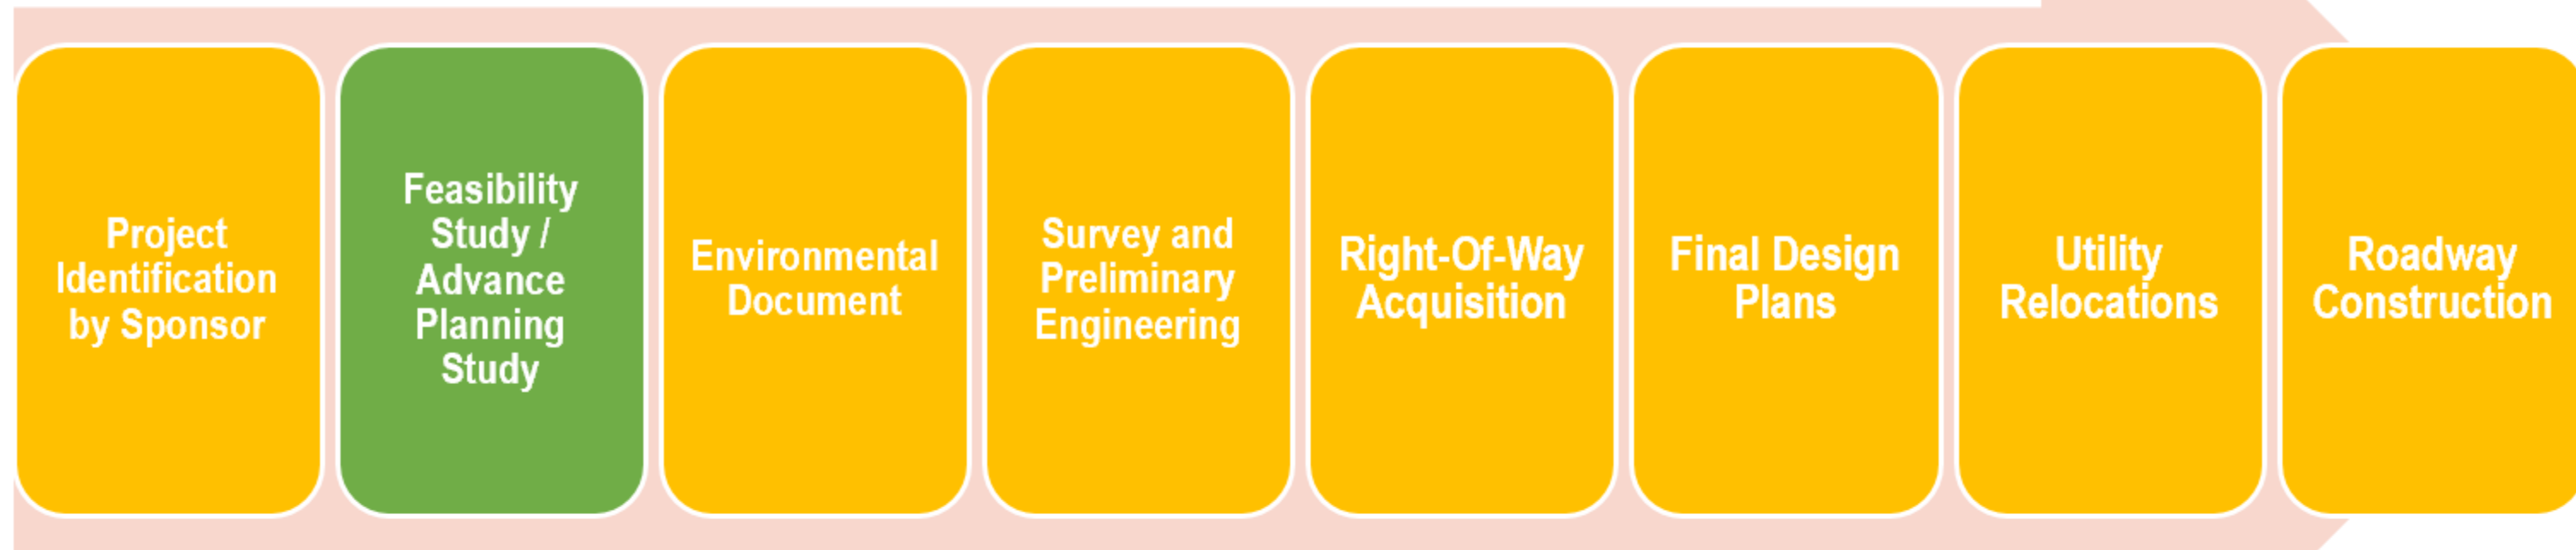 Project
Identification
by Sponsor
Feasibility
Study /
Advance
Planning
Study
Environmental
Document
Survey and
Preliminary
Engineering
Right-Of-Way
Acquisition
Final Design
Plans
Utility
Relocations
Roadway
Construction